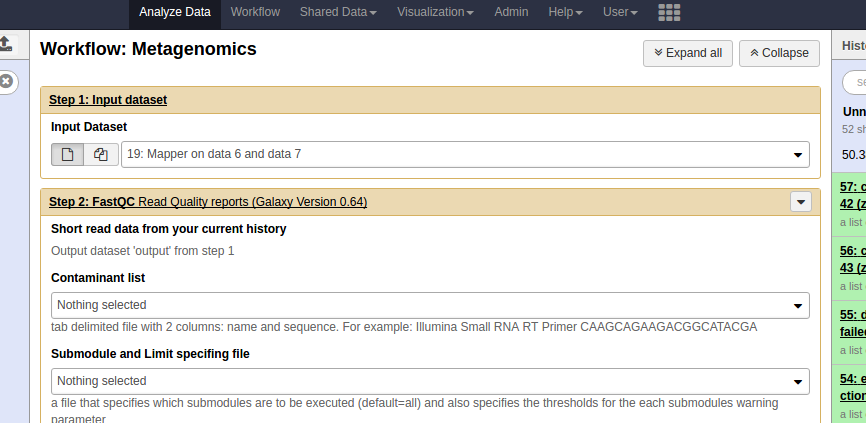 Analyze Data Workflow Shared Data Visualization Admin Help User
Workflow: Metagenomics
Expand all Collapse
Step 1: Input dataset
Input Dataset
19: Mapper on data 6 and data 7
Step 2: FastQC Read Quality reports (Galaxy Version 0.64)
Short read data from your current history
Output dataset 'output' from step 1
Contaminant list
Nothing selected
tab delimited file with 2 columns: name and sequence. For example: Illumina Small RNA RT Primer CAAGCAGAAGACGGCATACGA
Submodule and Limit specifing file
Nothing selected
a file that specifies which submodules are to be executed (default=all) and also specifies the thresholds for the each submodules warning
parameter
Hist
se
Unn
52 sh
50.3
57: c
42 (z
a list
56: c
43 (z
a list
55: d
failed
a list
54: e
ction
a list